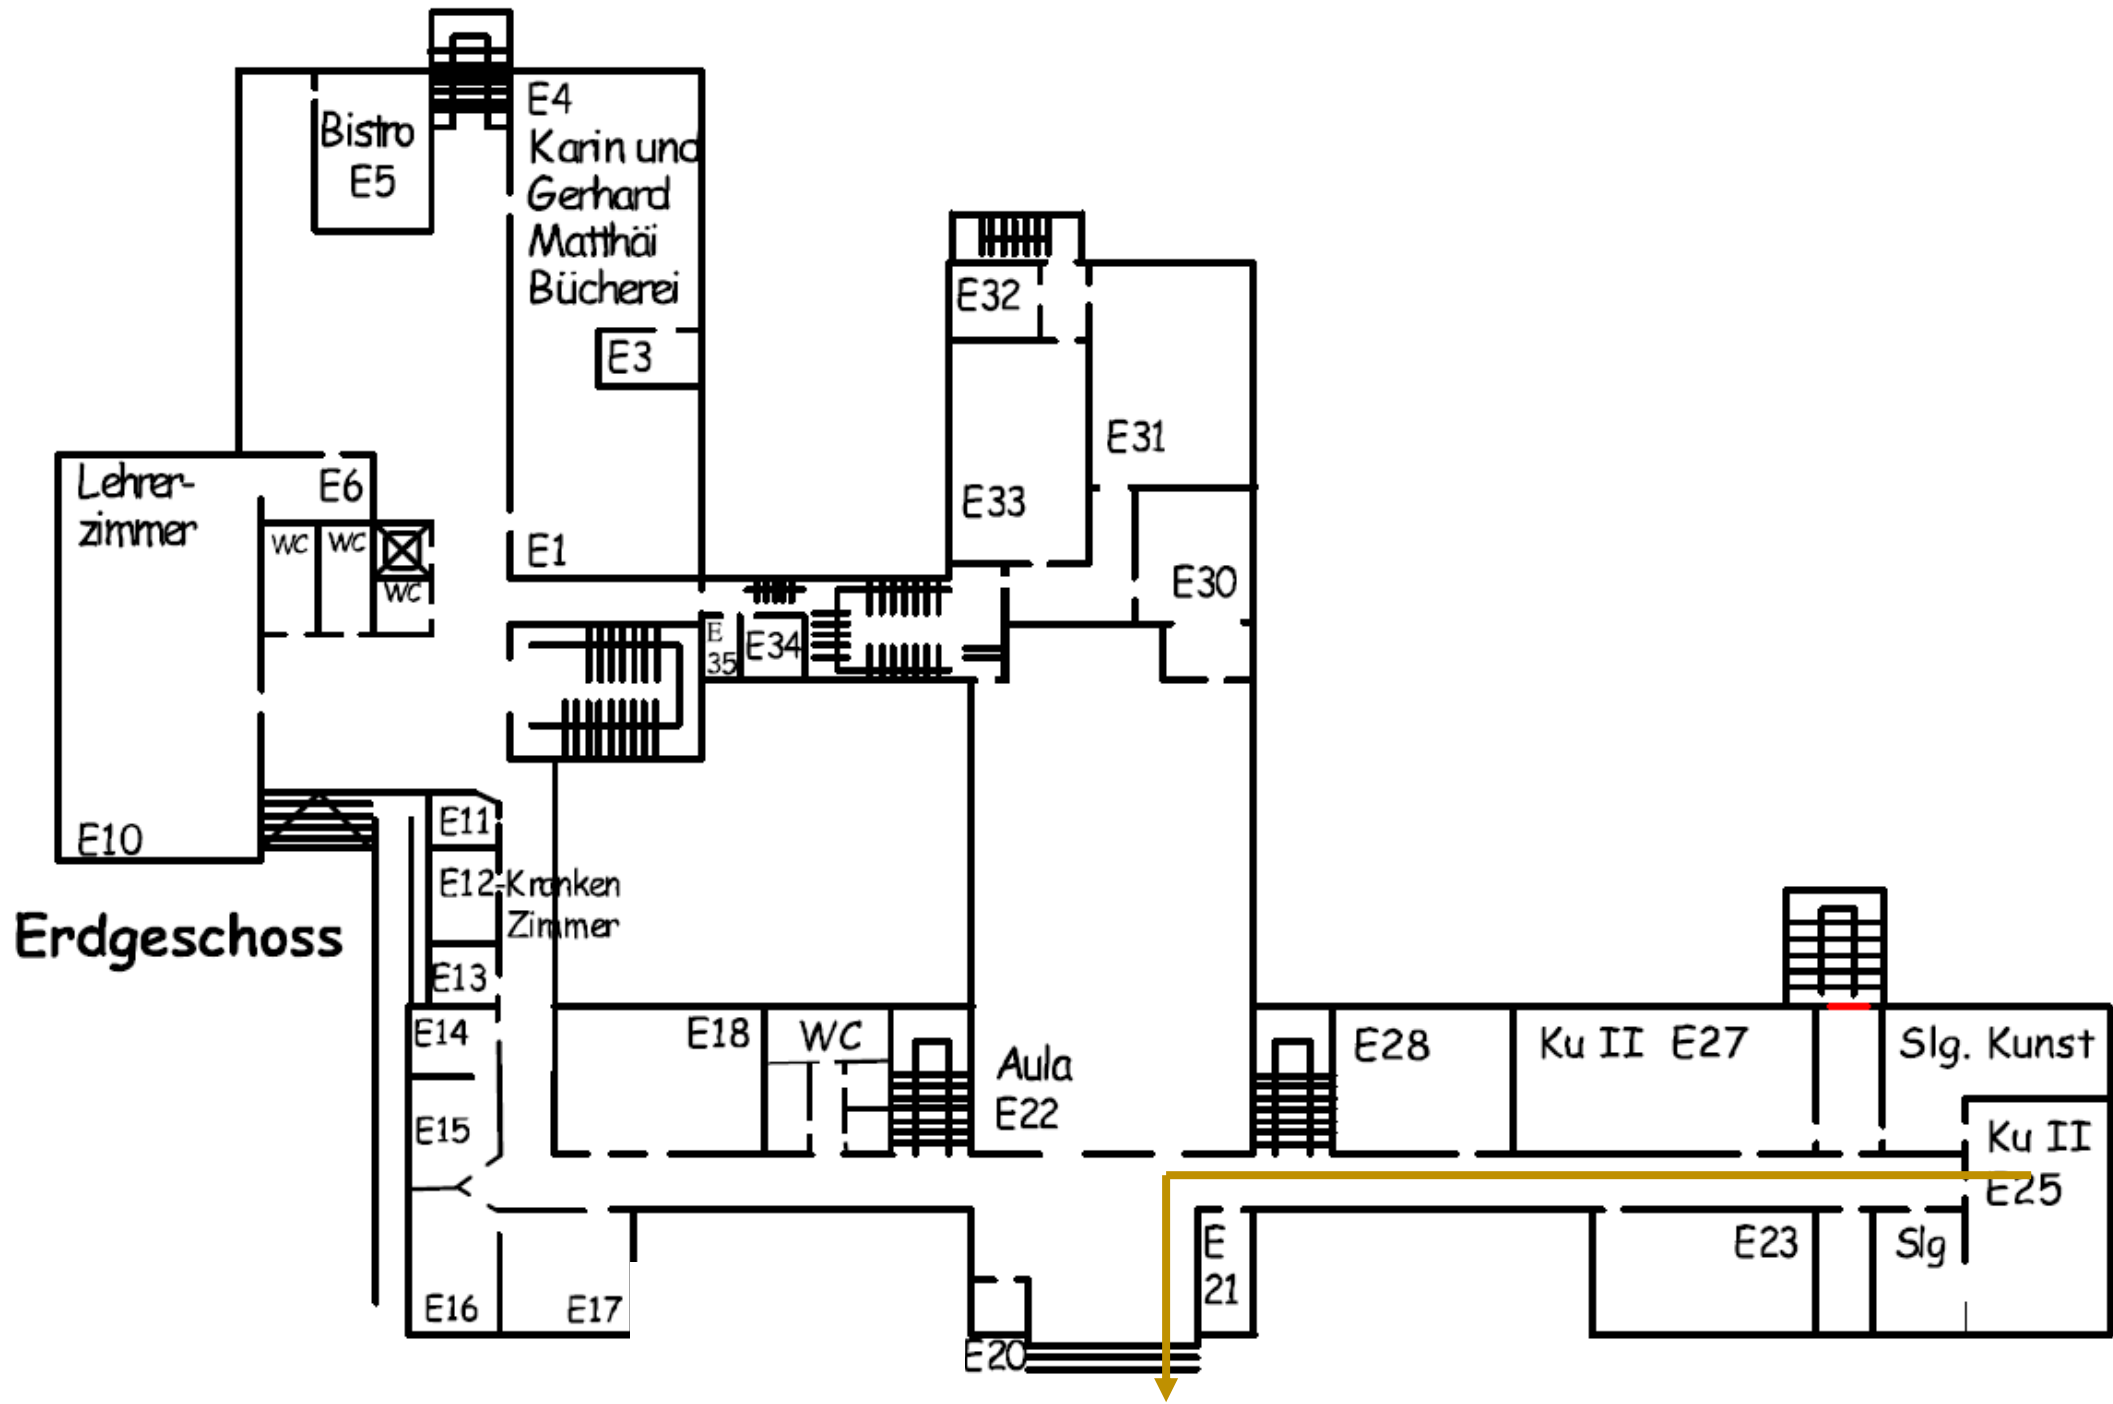 E4
Karin und
Gerhard
Matthäi
Bücherei
Bistro
E5
E3
E32
E31
E33
E30
Lehrer-
zimmer
E6
WC
WC
WC
E1
E
35
E34
E10
E11
E12-Kranken
Zimmer
E13
Erdgeschoss
E14
E15
E16
E17
E18
WC
Aula
E22
E28
Ku II E27
Slg. Kunst
Ku II
E25
E
21
E23
Slg
E20